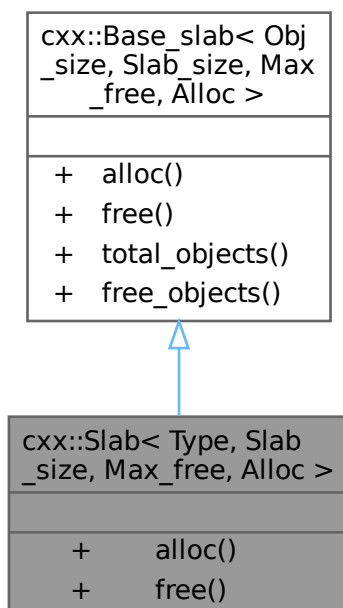 cxx::Base_slab< Obj
_size, Slab_size, Max
_free, Alloc >
+ alloc()
+ free()
+ total_objects()
+ free_objects()
cxx::Slab< Type, Slab
_size, Max_free, Alloc >
+ alloc()
+ free()